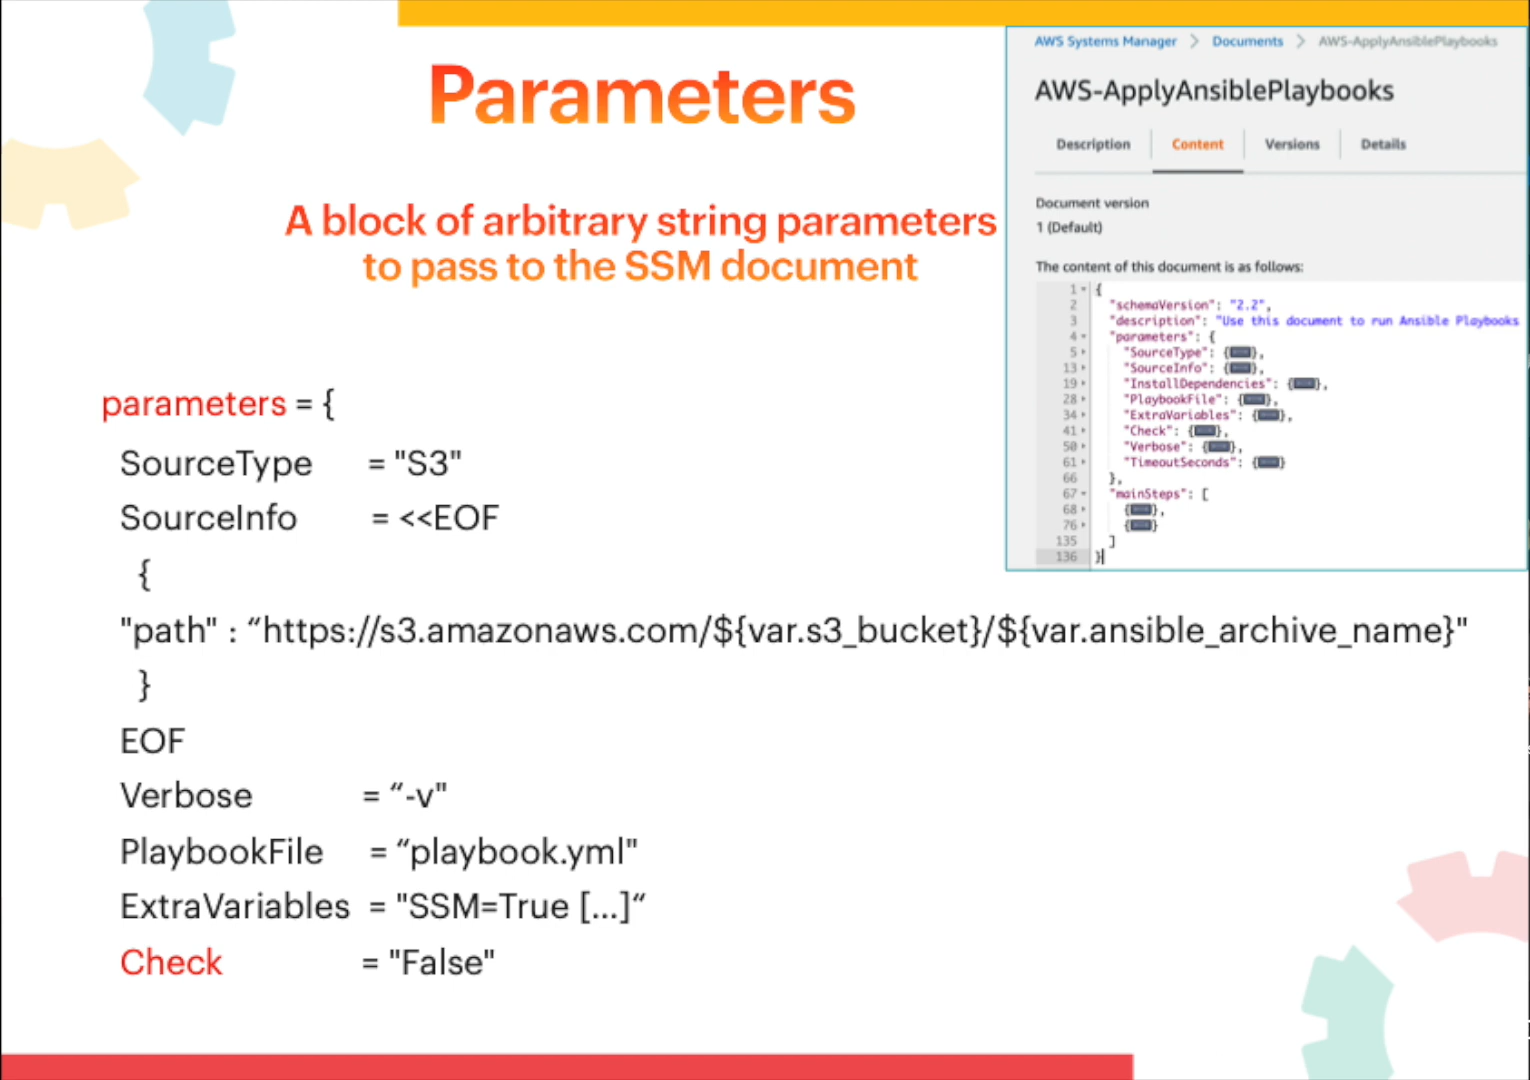 Parameters
A block of arbitrary string parameters
to pass to the SSM document
parameters = {
SourceType = "S3"
SourceInfo = <<EOF
{
"path" : “https://s3.amazonaws.com/${var.s3_bucket}/${var.ansible_archive_name}"
}
EOF
Verbose = “-v"
PlaybookFile = “playbook.yml"
ExtraVariables = "SSM=True [...]“
Check = "False"
AWS Systems Manager > Documents > AWS-ApplyAnsiblePlaybooks
AWS-ApplyAnsiblePlaybooks
Description Content Versions Details
Document version
1 (Default)
The content of this document is as follows:
1 {
2 "schemaVersion": "2.2",
3 "description": "Use this document to run Ansible Playbooks
4 "parameters": {
5 "SourceType": {},
13 "SourceInfo": {},
19 "InstallDependencies": {},
28 "PlaybookFile": {},
34 "ExtraVariables": {},
41 "Check": {},
50 "Verbose": {},
61 "TimeoutSeconds": {}
66 },
67 "mainSteps": [
68 {},
76 {}
135 ]
136 }